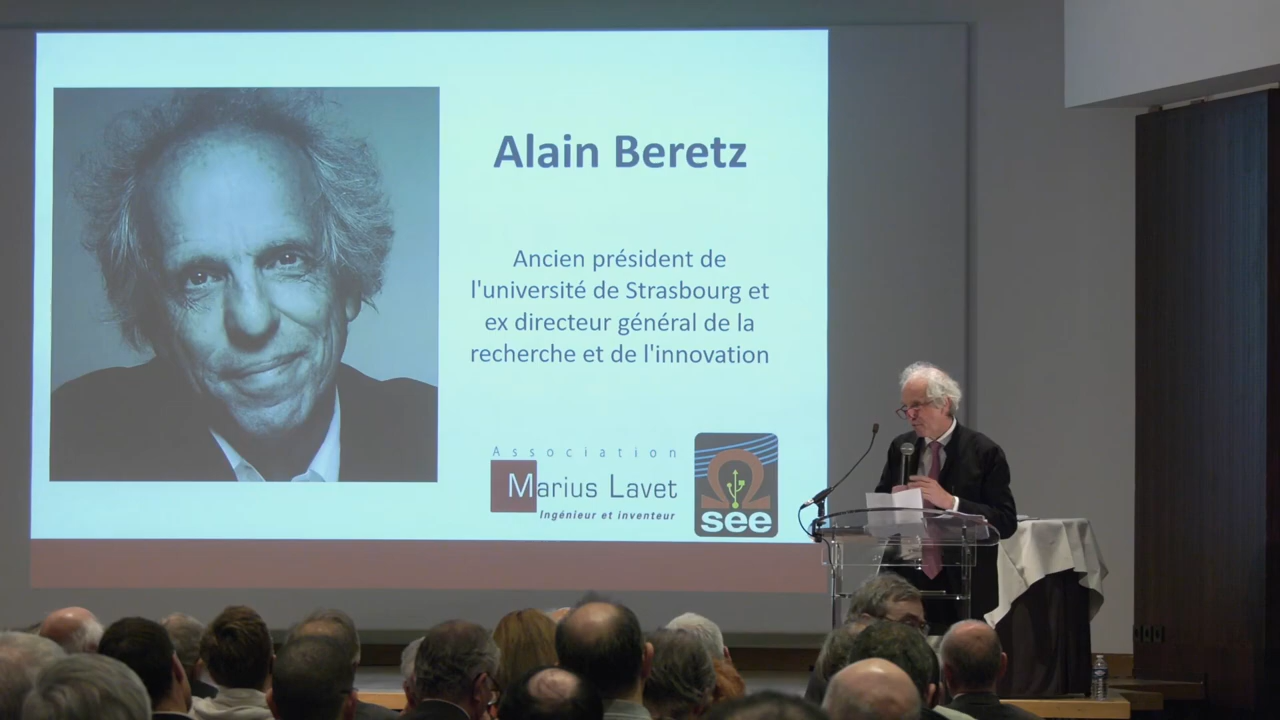 Alain Beretz
Ancien président de
l'université de Strasbourg et
ex directeur général de la
recherche et de l'innovation
Association
Marius Lavet
Ingénieur et inventeur
see